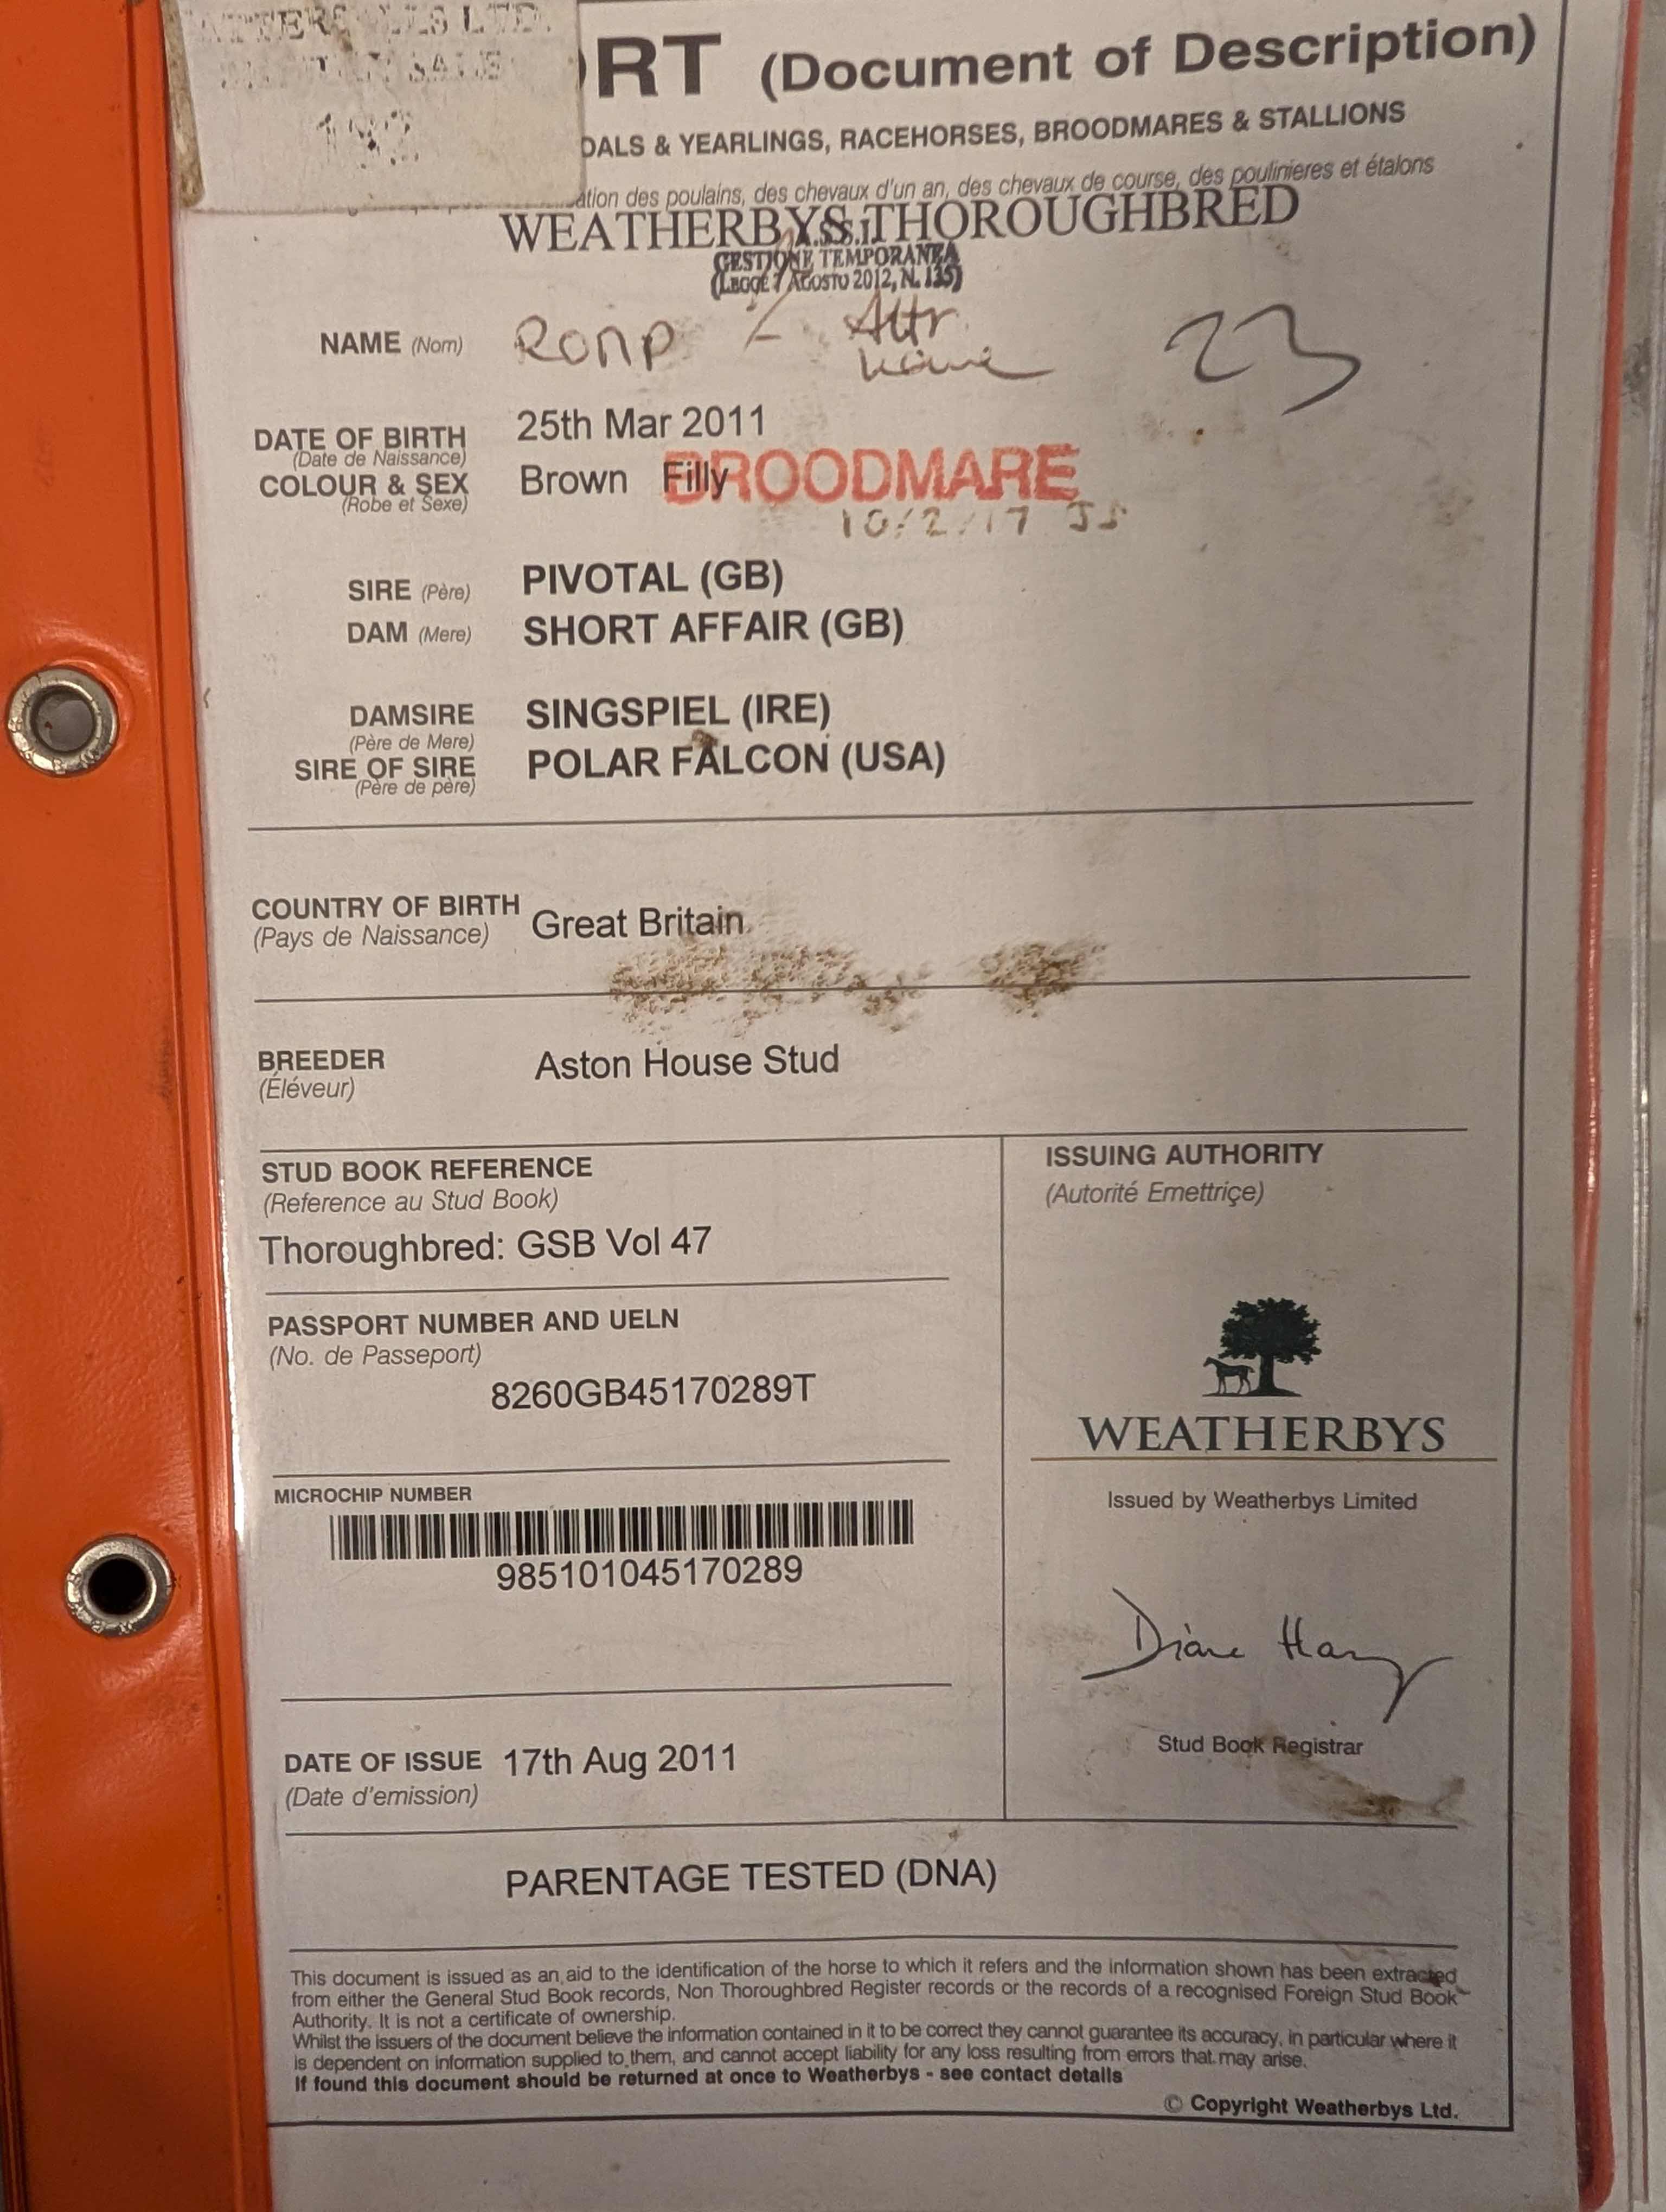 LTD.
SALE
192
ORT (Document of Description)
OALS & YEARLINGS, RACEHORSES, BROODMARES & STALLIONS
ation des poulains, des chevaux d'un an, des chevaux de course, des poulinieres et étalons
WEATHERBYS THOROUGHBRED
GESTIONE TEMPORANEA
(LEGGE 7 AGOSTO 2012, N. 135)
NAME (Nom)
23
DATE OF BIRTH 25th Mar 2011
(Date de Naissance)
COLOUR & SEX Brown Filly BROODMARE
(Robe et Sexe)
10/2/17 JS
SIRE (Père) PIVOTAL (GB)
DAM (Mere) SHORT AFFAIR (GB)
DAMSIRE SINGSPIEL (IRE)
(Père de Mere)
SIRE OF SIRE POLAR FALCON (USA)
(Père de père)
COUNTRY OF BIRTH Great Britain
(Pays de Naissance)
BREEDER Aston House Stud
(Éléveur)
STUD BOOK REFERENCE
(Reference au Stud Book)
Thoroughbred: GSB Vol 47
PASSPORT NUMBER AND UELN
(No. de Passeport)
8260GB45170289T
MICROCHIP NUMBER
985101045170289
DATE OF ISSUE 17th Aug 2011
(Date d'emission)
ISSUING AUTHORITY
(Autorité Emettriçe)
WEATHERBYS
Issued by Weatherbys Limited
Diane
Stud Book Registrar
PARENTAGE TESTED (DNA)
This document is issued as an aid to the identification of the horse to which it refers and the information shown has been extracted
from either the General Stud Book records, Non Thoroughbred Register records or the records of a recognised Foreign Stud Book
Authority. It is not a certificate of ownership.
Whilst the issuers of the document believe the information contained in it to be correct they cannot guarantee its accuracy, in particular where it
is dependent on information supplied to them, and cannot accept liability for any loss resulting from errors that may arise.
If found this document should be returned at once to Weatherbys - see contact details
© Copyright Weatherbys Ltd.